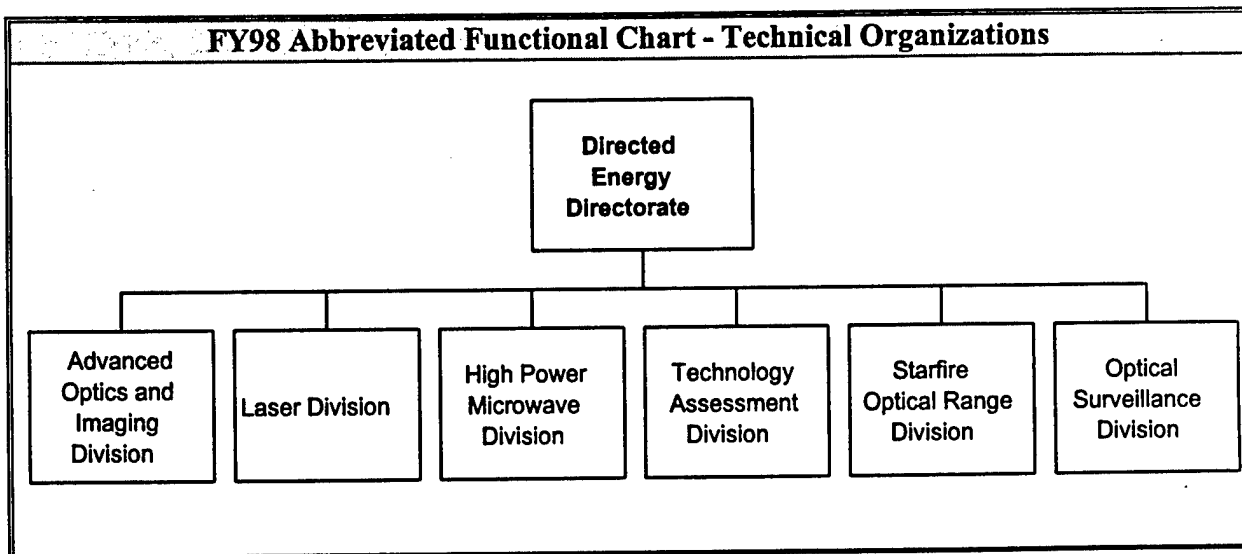 FY98 Abbreviated Functional Chart - Technical Organizations
Directed
Energy
Directorate
Advanced
Optics and
Imaging
Division
Laser Division
High Power
Microwave
Division
Technology
Assessment
Division
Starfire
Optical Range
Division
Optical
Surveillance
Division